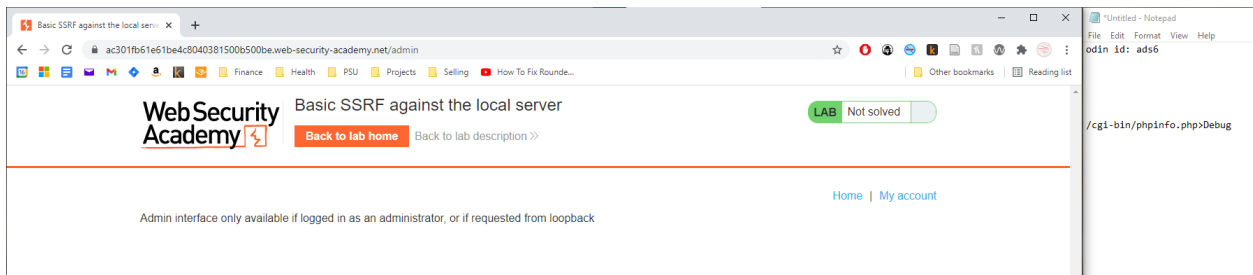 Basic SSRF against the local serve
ac301fb61e61be4c8040381500b500be.web-security-academy.net/admin
Finance Health PSU Projects Selling How To Fix Rounde...
Other bookmarks Reading list
Web Security Academy
Basic SSRF against the local server
Back to lab home Back to lab description
LAB Not solved
Home | My account
Admin interface only available if logged in as an administrator, or if requested from loopback
*Untitled - Notepad
File Edit Format View Help
odin id: ads6
/cgi-bin/phpinfo.php>Debug